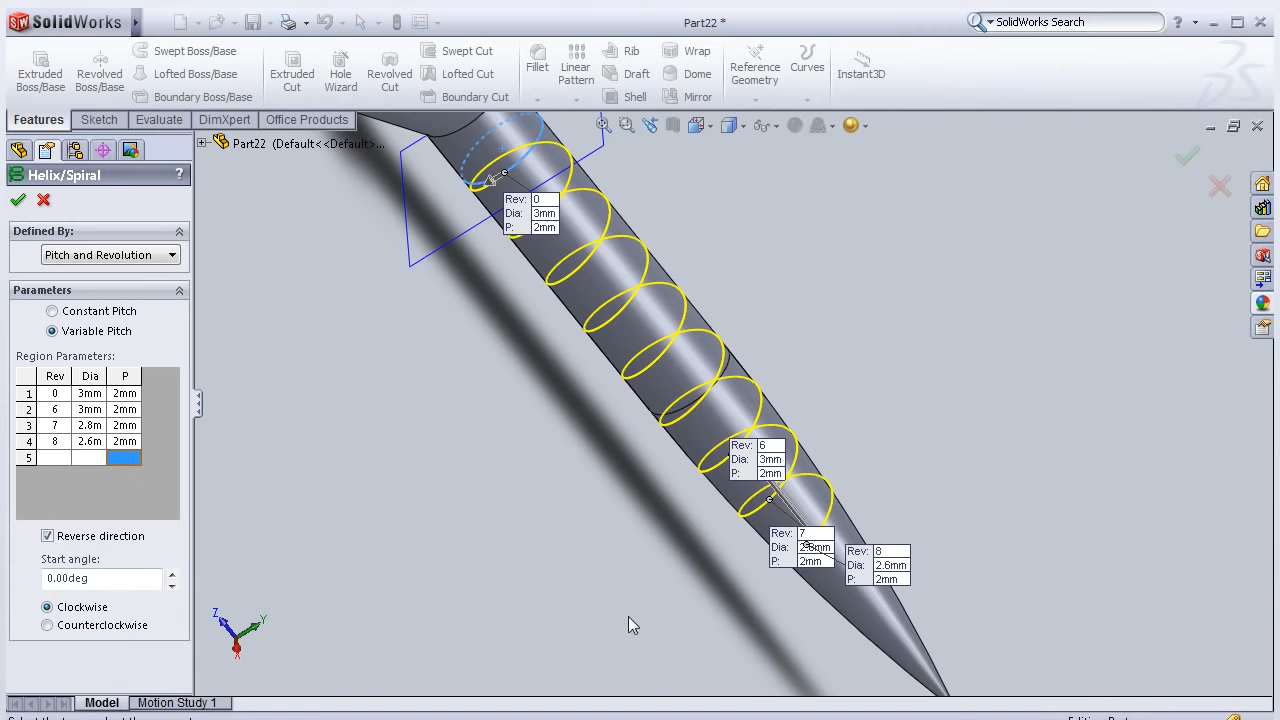 SolidWorks
Part22 *
SolidWorks Search
Extruded Boss/Base
Revolved Boss/Base
Swept Boss/Base
Lofted Boss/Base
Boundary Boss/Base
Extruded Cut
Hole Wizard
Revolved Cut
Swept Cut
Lofted Cut
Boundary Cut
Fillet
Linear Pattern
Rib
Draft
Shell
Wrap
Dome
Mirror
Reference Geometry
Curves
Instant3D
Features
Sketch
Evaluate
DimXpert
Office Products
Part22 (Default<<Default>...
Helix/Spiral
?
Defined By:
Pitch and Revolution
Parameters
Constant Pitch
Variable Pitch
Region Parameters:
Rev Dia P
1 0 3mm 2mm
2 6 3mm 2mm
3 7 2.8m 2mm
4 8 2.6m 2mm
5
Reverse direction
Start angle:
0.00deg
Clockwise
Counterclockwise
Rev: 0
Dia: 3mm
P: 2mm
Rev: 6
Dia: 3mm
P: 2mm
Rev: 7
Dia: 2.8mm
P: 2mm
Rev: 8
Dia: 2.6mm
P: 2mm
Z
Y
X
Model
Motion Study 1